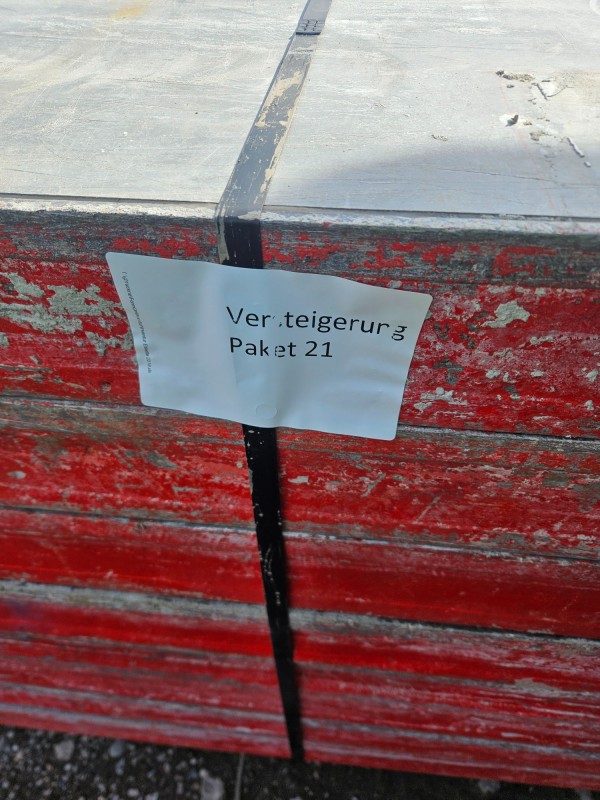 Versteigerung
Paket 21